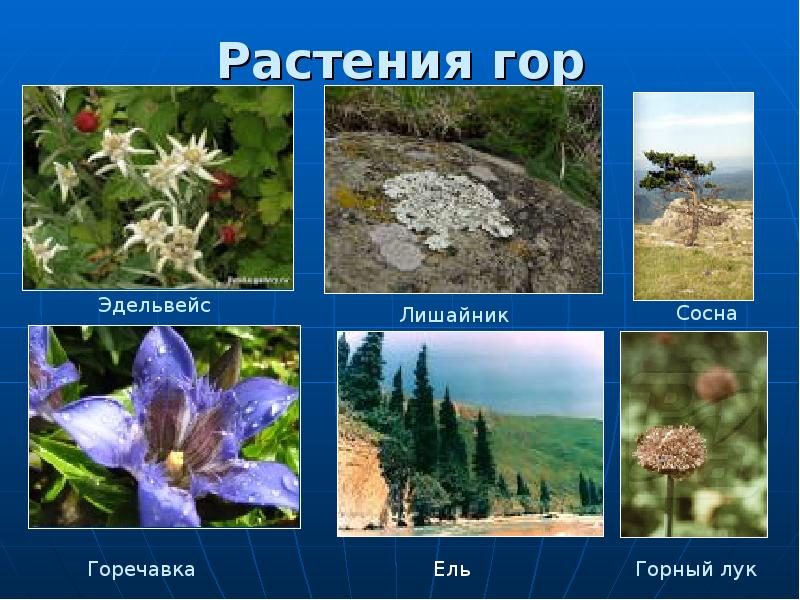 Растения гор
Эдельвейс
Лишайник
Сосна
Горечавка
Ель
Горный лук